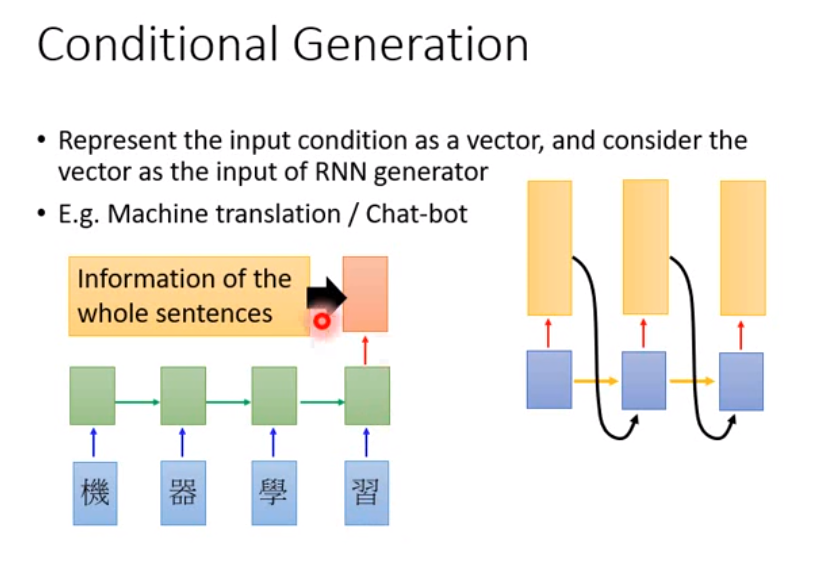 Conditional Generation
• Represent the input condition as a vector, and consider the
vector as the input of RNN generator
• E.g. Machine translation / Chat-bot
Information of the
whole sentences
機 器 學 習